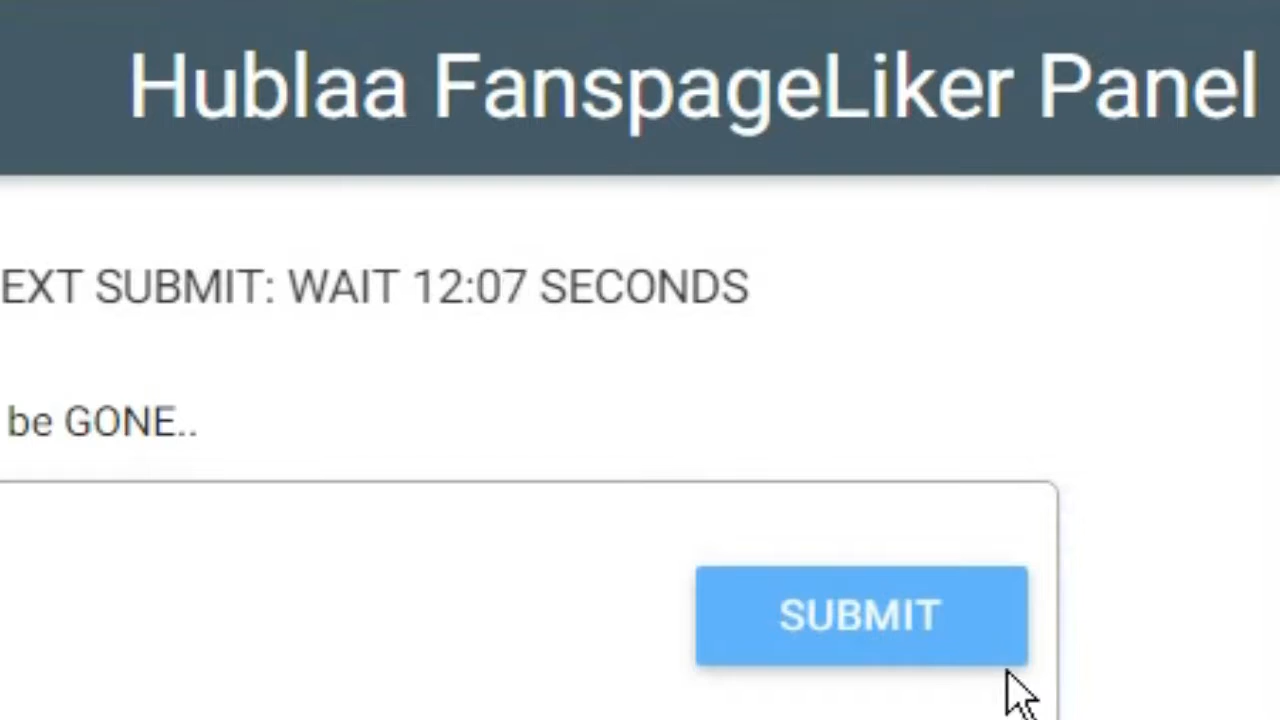 Hublaa FanspageLiker Panel
EXT SUBMIT: WAIT 12:07 SECONDS
be GONE..
SUBMIT